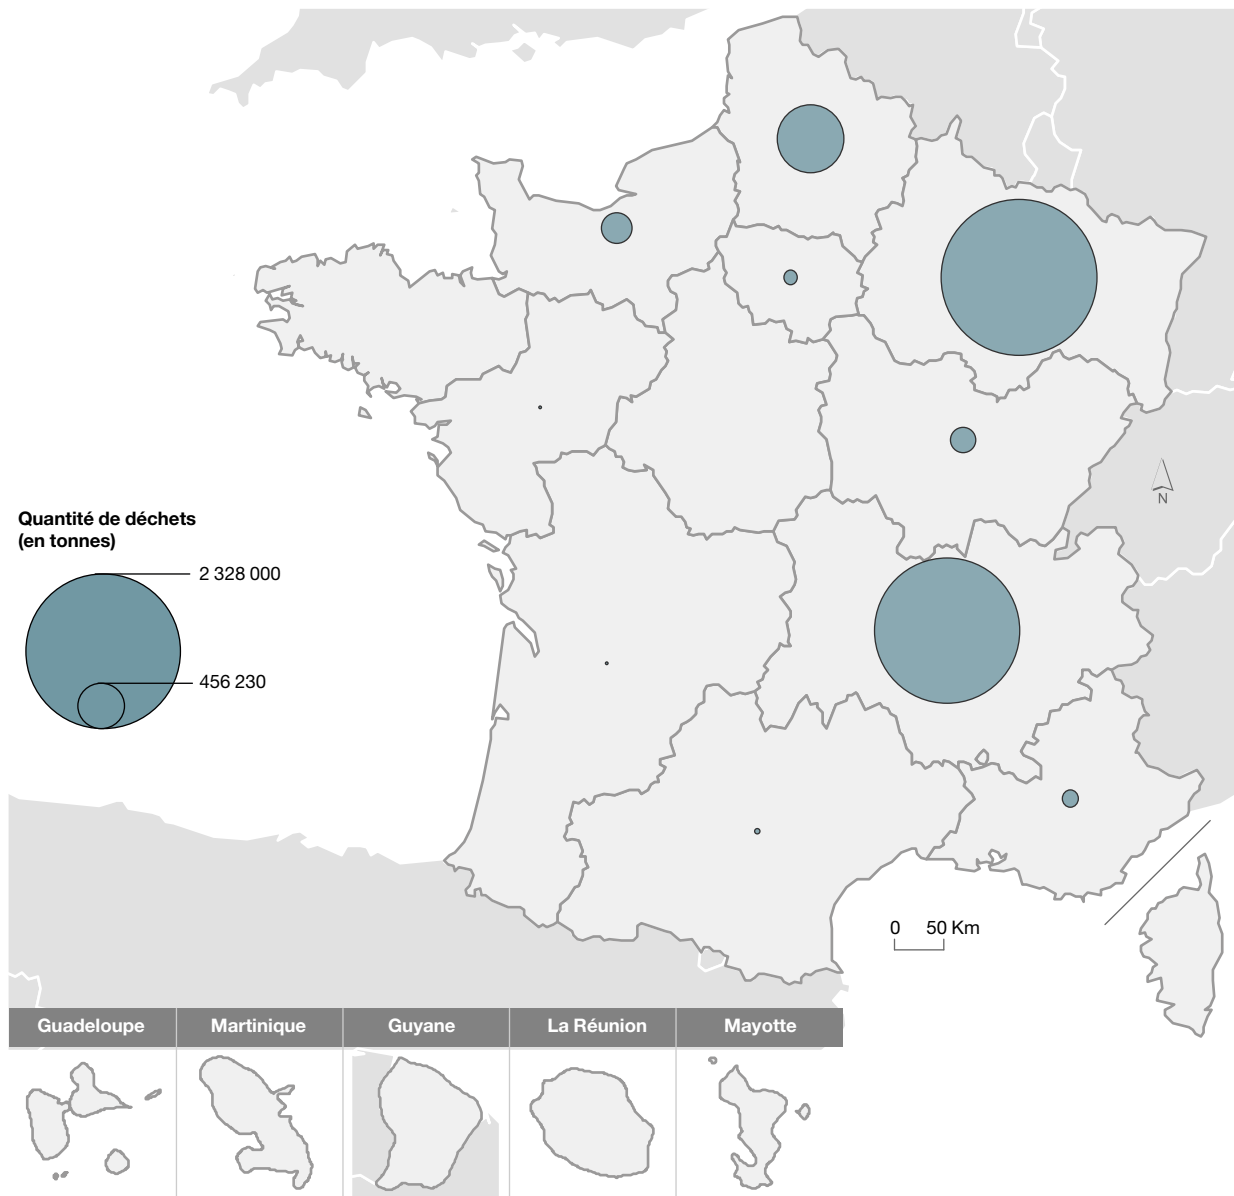 N
Quantité de déchets
(en tonnes)
2 328 000
456 230
0 50 Km
Guadeloupe
Martinique
Guyane
La Réunion
Mayotte